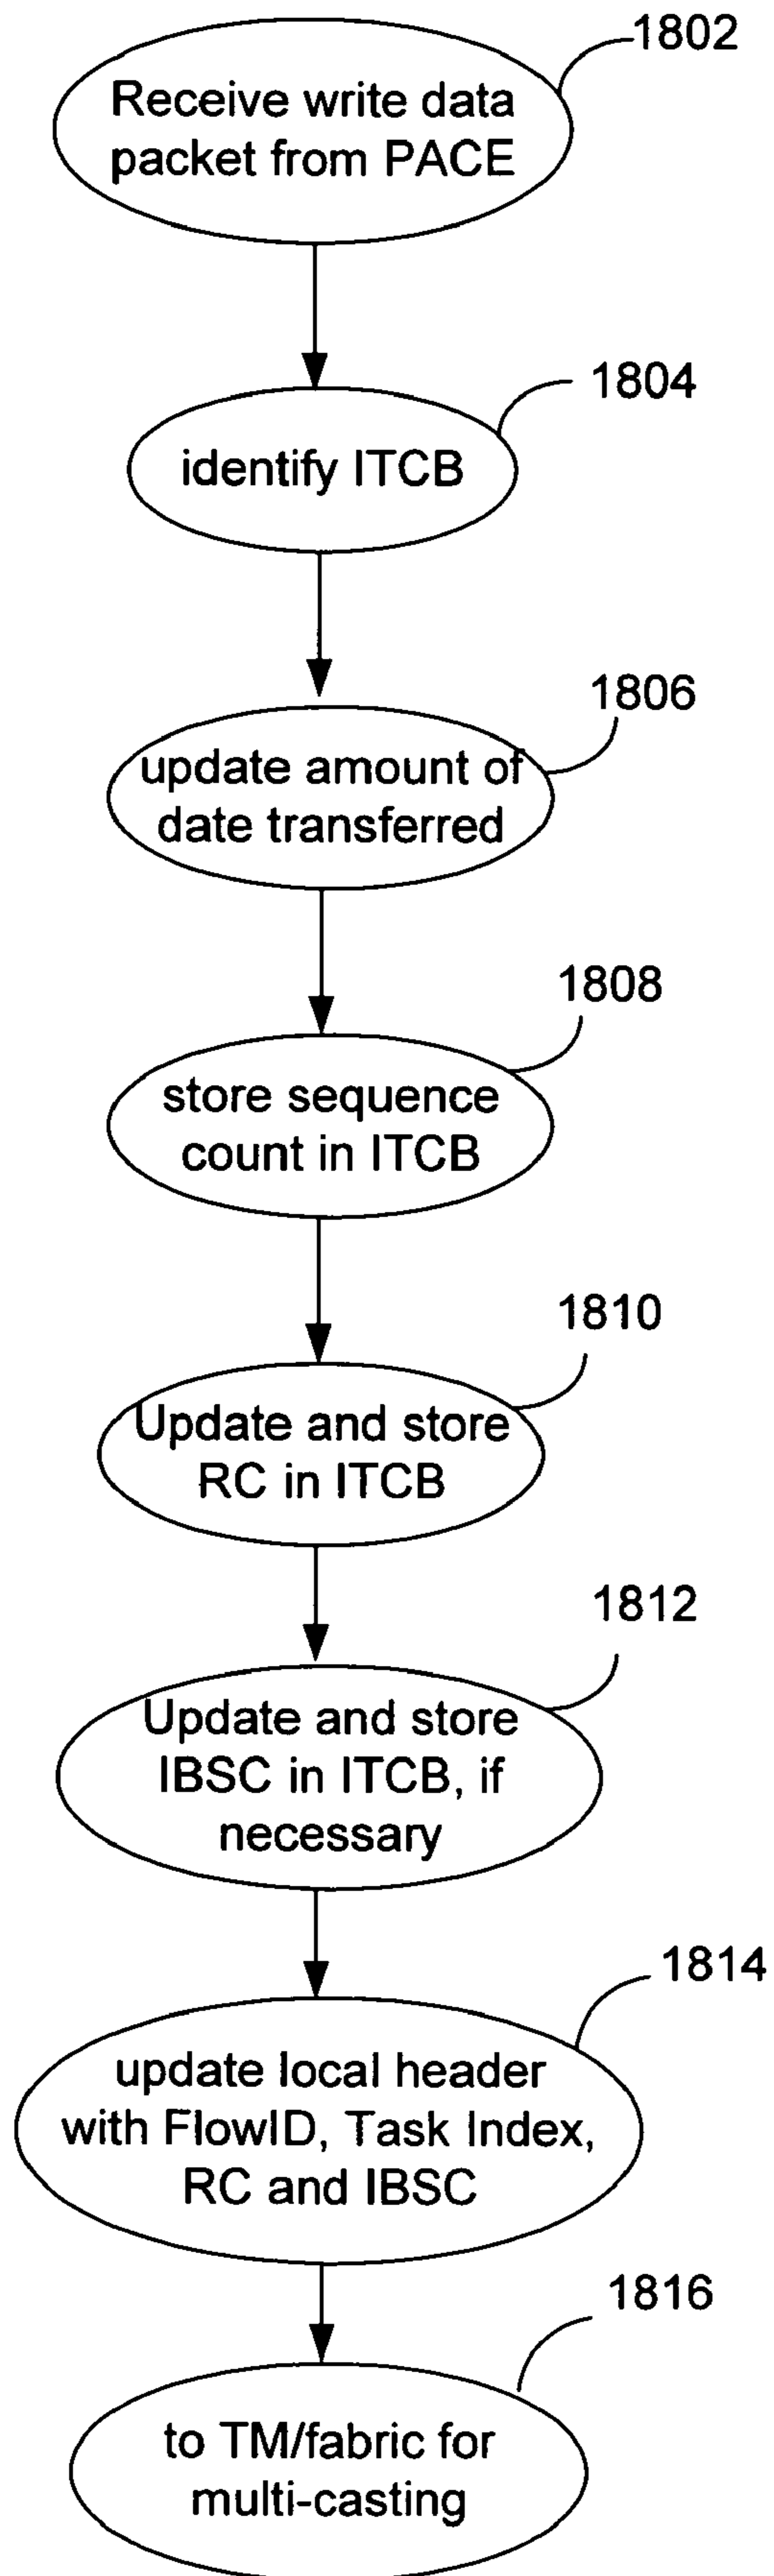 1802
Receive write data
packet from PACE
1804
identify ITCB
1806
update amount of
date transferred
1808
store sequence
count in ITCB
1810
Update and store
RC in ITCB
1812
Update and store
IBSC in ITCB, if
necessary
1814
update local header
with FlowID, Task Index,
RC and IBSC
1816
to TM/fabric for
multi-casting